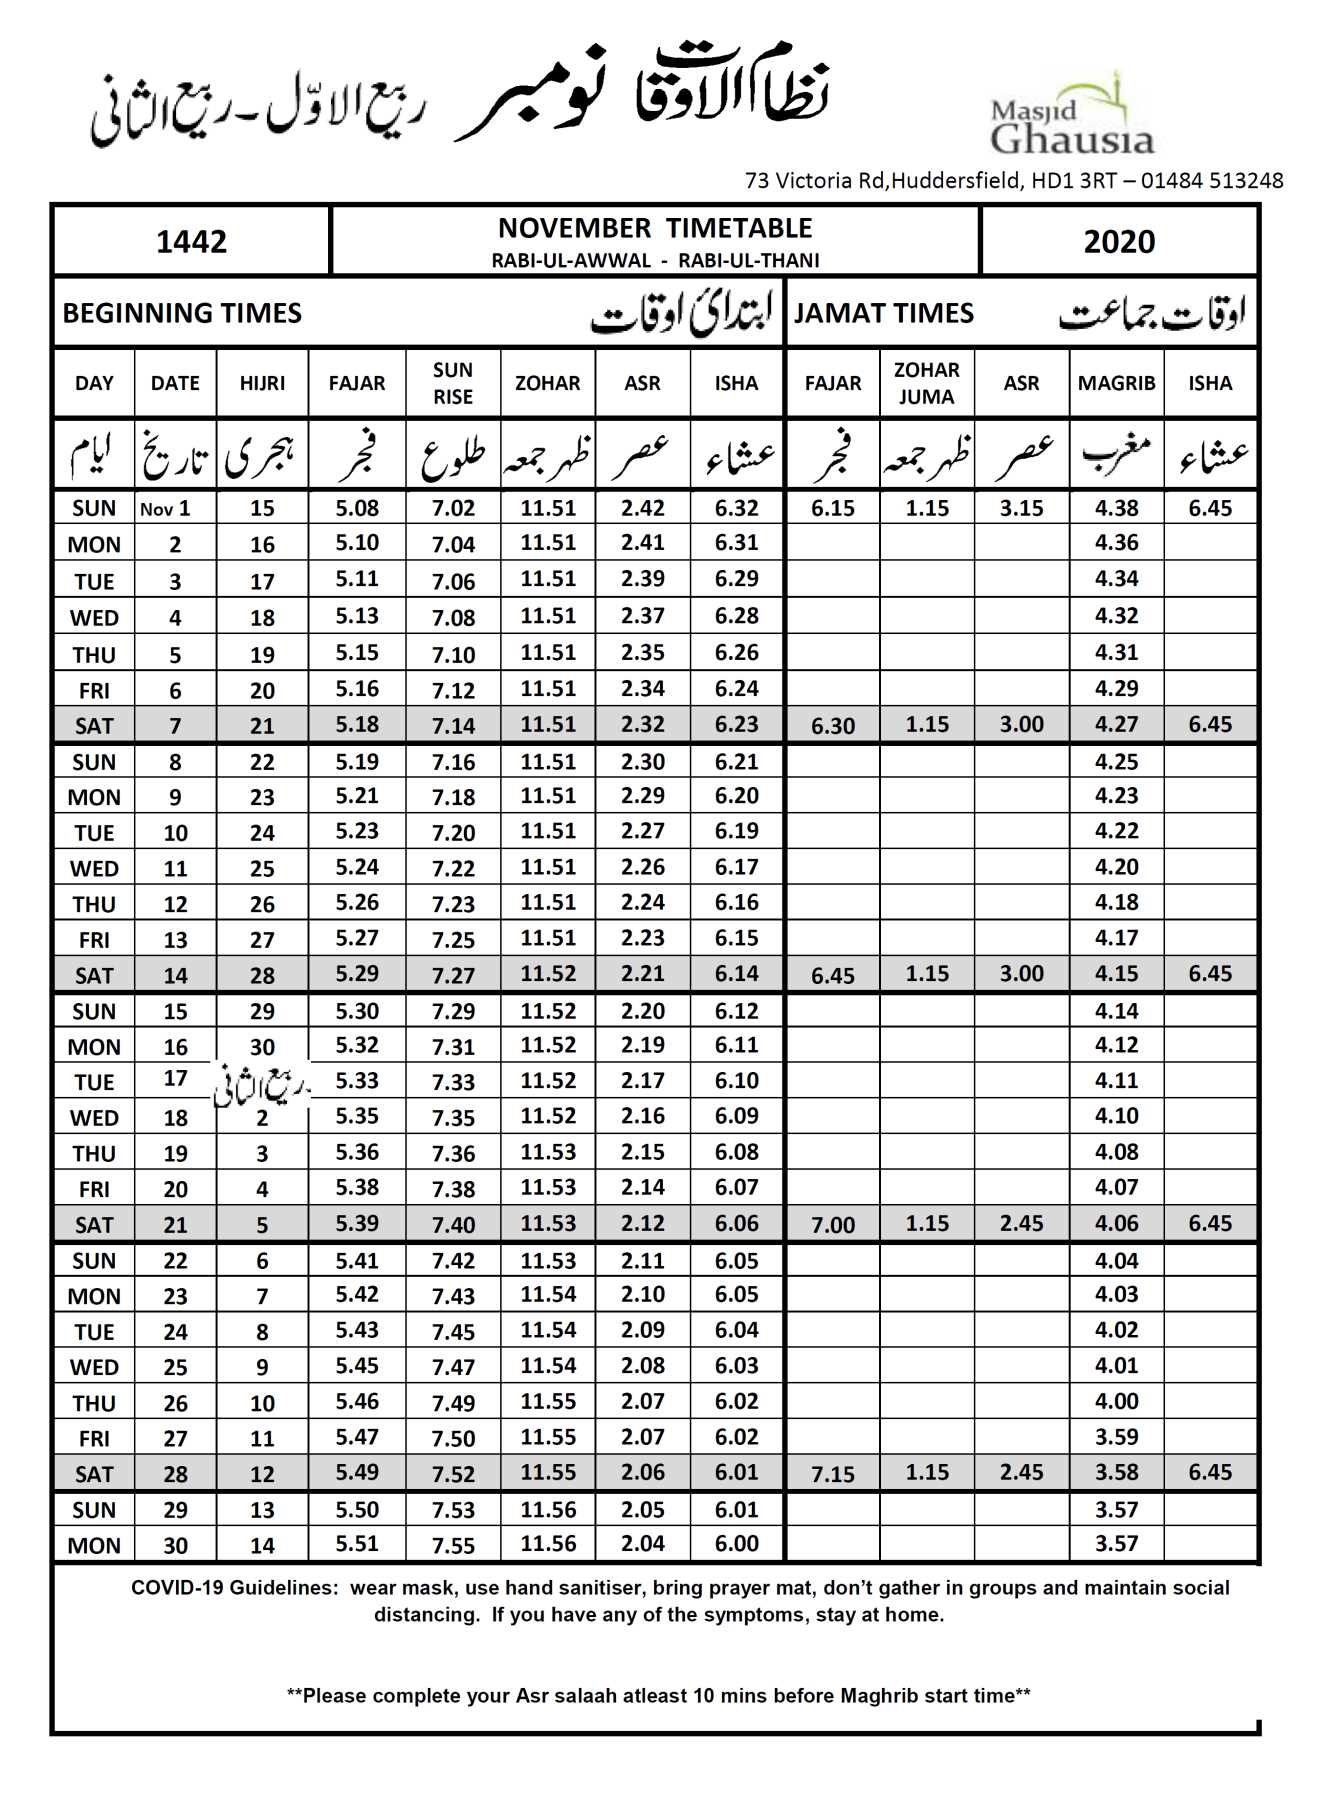 نظام الاوقات نومبر ربیع الاوّل ۔ ربیع الثانی
Masjid
Ghausia
73 Victoria Rd,Huddersfield, HD1 3RT – 01484 513248
1442 NOVEMBER TIMETABLE 2020
RABI-UL-AWWAL - RABI-UL-THANI
BEGINNING TIMES ابتدائ اوقات JAMAT TIMES اوقات جماعت
DAY DATE HIJRI FAJAR SUN RISE ZOHAR ASR ISHA FAJAR ZOHAR JUMA ASR MAGRIB ISHA
ایام تاریخ ہجری فجر طلوع ظہر جمعہ عصر عشاء فجر ظہر جمعہ عصر مغرب عشاء
SUN Nov 1 15 5.08 7.02 11.51 2.42 6.32 6.15 1.15 3.15 4.38 6.45
MON 2 16 5.10 7.04 11.51 2.41 6.31 4.36
TUE 3 17 5.11 7.06 11.51 2.39 6.29 4.34
WED 4 18 5.13 7.08 11.51 2.37 6.28 4.32
THU 5 19 5.15 7.10 11.51 2.35 6.26 4.31
FRI 6 20 5.16 7.12 11.51 2.34 6.24 4.29
SAT 7 21 5.18 7.14 11.51 2.32 6.23 6.30 1.15 3.00 4.27 6.45
SUN 8 22 5.19 7.16 11.51 2.30 6.21 4.25
MON 9 23 5.21 7.18 11.51 2.29 6.20 4.23
TUE 10 24 5.23 7.20 11.51 2.27 6.19 4.22
WED 11 25 5.24 7.22 11.51 2.26 6.17 4.20
THU 12 26 5.26 7.23 11.51 2.24 6.16 4.18
FRI 13 27 5.27 7.25 11.51 2.23 6.15 4.17
SAT 14 28 5.29 7.27 11.52 2.21 6.14 6.45 1.15 3.00 4.15 6.45
SUN 15 29 5.30 7.29 11.52 2.20 6.12 4.14
MON 16 30 5.32 7.31 11.52 2.19 6.11 4.12
TUE 17 ربیع الثانی 5.33 7.33 11.52 2.17 6.10 4.11
WED 18 2 5.35 7.35 11.52 2.16 6.09 4.10
THU 19 3 5.36 7.36 11.53 2.15 6.08 4.08
FRI 20 4 5.38 7.38 11.53 2.14 6.07 4.07
SAT 21 5 5.39 7.40 11.53 2.12 6.06 7.00 1.15 2.45 4.06 6.45
SUN 22 6 5.41 7.42 11.53 2.11 6.05 4.04
MON 23 7 5.42 7.43 11.54 2.10 6.05 4.03
TUE 24 8 5.43 7.45 11.54 2.09 6.04 4.02
WED 25 9 5.45 7.47 11.54 2.08 6.03 4.01
THU 26 10 5.46 7.49 11.55 2.07 6.02 4.00
FRI 27 11 5.47 7.50 11.55 2.07 6.02 3.59
SAT 28 12 5.49 7.52 11.55 2.06 6.01 7.15 1.15 2.45 3.58 6.45
SUN 29 13 5.50 7.53 11.56 2.05 6.01 3.57
MON 30 14 5.51 7.55 11.56 2.04 6.00 3.57
COVID-19 Guidelines: wear mask, use hand sanitiser, bring prayer mat, don’t gather in groups and maintain social
distancing. If you have any of the symptoms, stay at home.
**Please complete your Asr salaah atleast 10 mins before Maghrib start time**